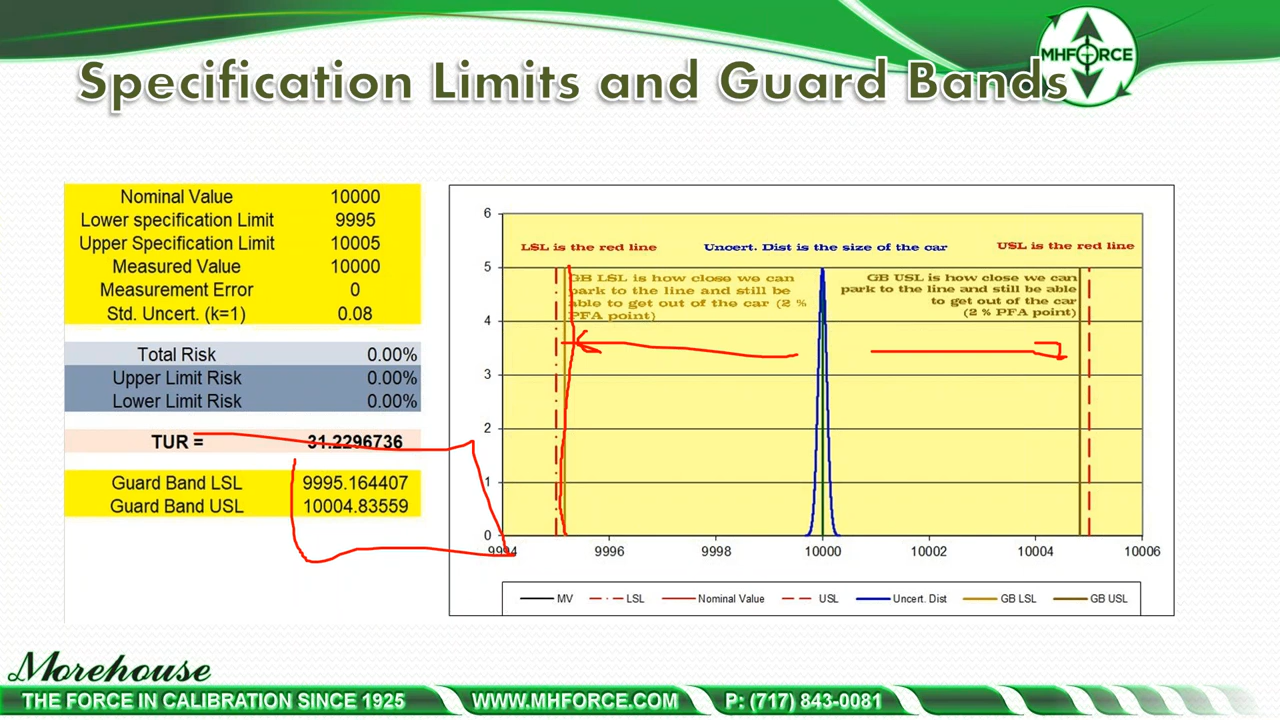 MHFORCE
Specification Limits and Guard Bands
Nominal Value 10000
Lower specification Limit 9995
Upper Specification Limit 10005
Measured Value 10000
Measurement Error 0
Std. Uncert. (k=1) 0.08
Total Risk 0.00%
Upper Limit Risk 0.00%
Lower Limit Risk 0.00%
TUR = 31.2296736
Guard Band LSL 9995.164407
Guard Band USL 10004.83559
6
5
4
3
2
1
0
LSL is the red line
Uncert. Dist is the size of the car
USL is the red line
GB LSL is how close we can
park to the line and still be
able to get out of the car (2 %
PFA point)
GB USL is how close we can
park to the line and still be able
to get out of the car
(2 % PFA point)
9994 9996 9998 10000 10002 10004 10006
MV LSL Nominal Value USL Uncert. Dist GB LSL GB USL
Morehouse
THE FORCE IN CALIBRATION SINCE 1925 WWW.MHFORCE.COM P: (717) 843-0081